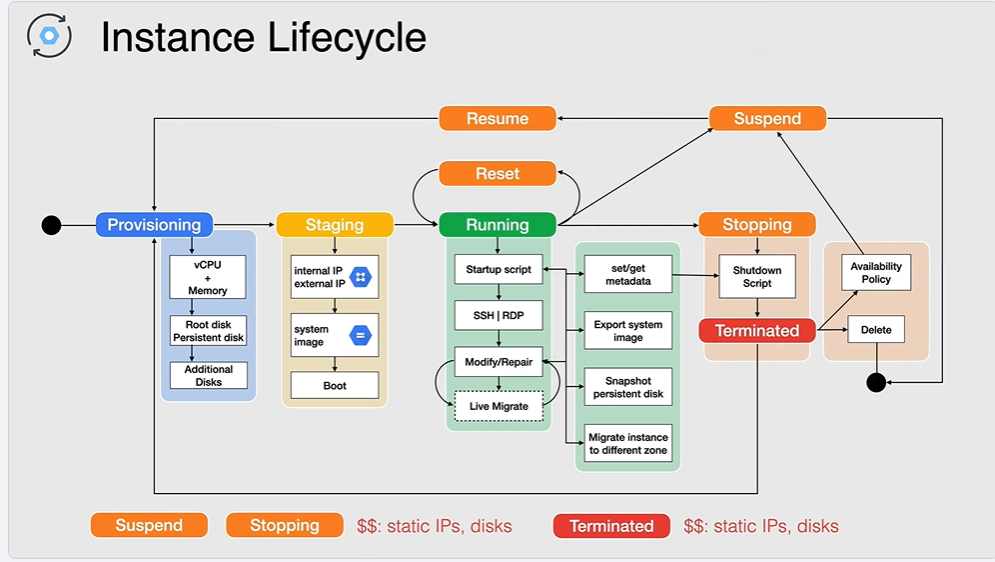 Instance Lifecycle
Resume
Suspend
Reset
Provisioning
Staging
Running
Stopping
vCPU
+
Memory
Root disk
Persistent disk
Additional
Disks
internal IP
external IP
system
image
Boot
Startup script
SSH | RDP
Modify/Repair
Live Migrate
set/get
metadata
Export system
image
Snapshot
persistent disk
Migrate instance
to different zone
Shutdown
Script
Terminated
Availability
Policy
Delete
Suspend
Stopping
$$: static IPs, disks
Terminated
$$: static IPs, disks